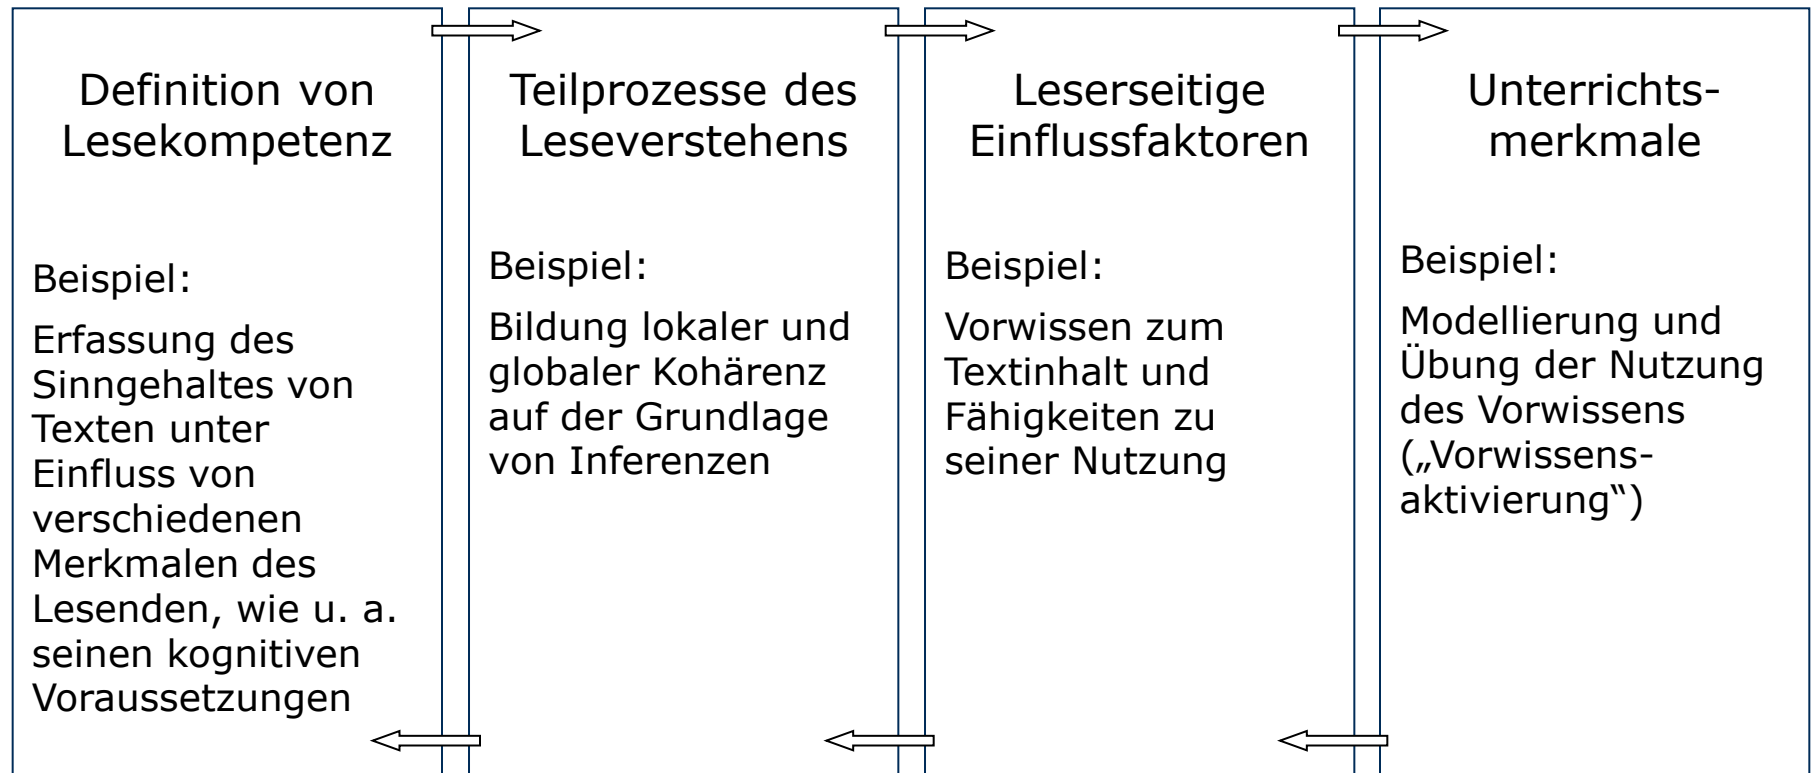 Definition von
Lesekompetenz
Beispiel:
Erfassung des
Sinngehaltes von
Texten unter
Einfluss von
verschiedenen
Merkmalen des
Lesenden, wie u. a.
seinen kognitiven
Voraussetzungen
Teilprozesse des
Leseverstehens
Beispiel:
Bildung lokaler und
globaler Kohärenz
auf der Grundlage
von Inferenzen
Leserseitige
Einflussfaktoren
Beispiel:
Vorwissen zum
Textinhalt und
Fähigkeiten zu
seiner Nutzung
Unterrichts-
merkmale
Beispiel:
Modellierung und
Übung der Nutzung
des Vorwissens
(„Vorwissens-
aktivierung“)